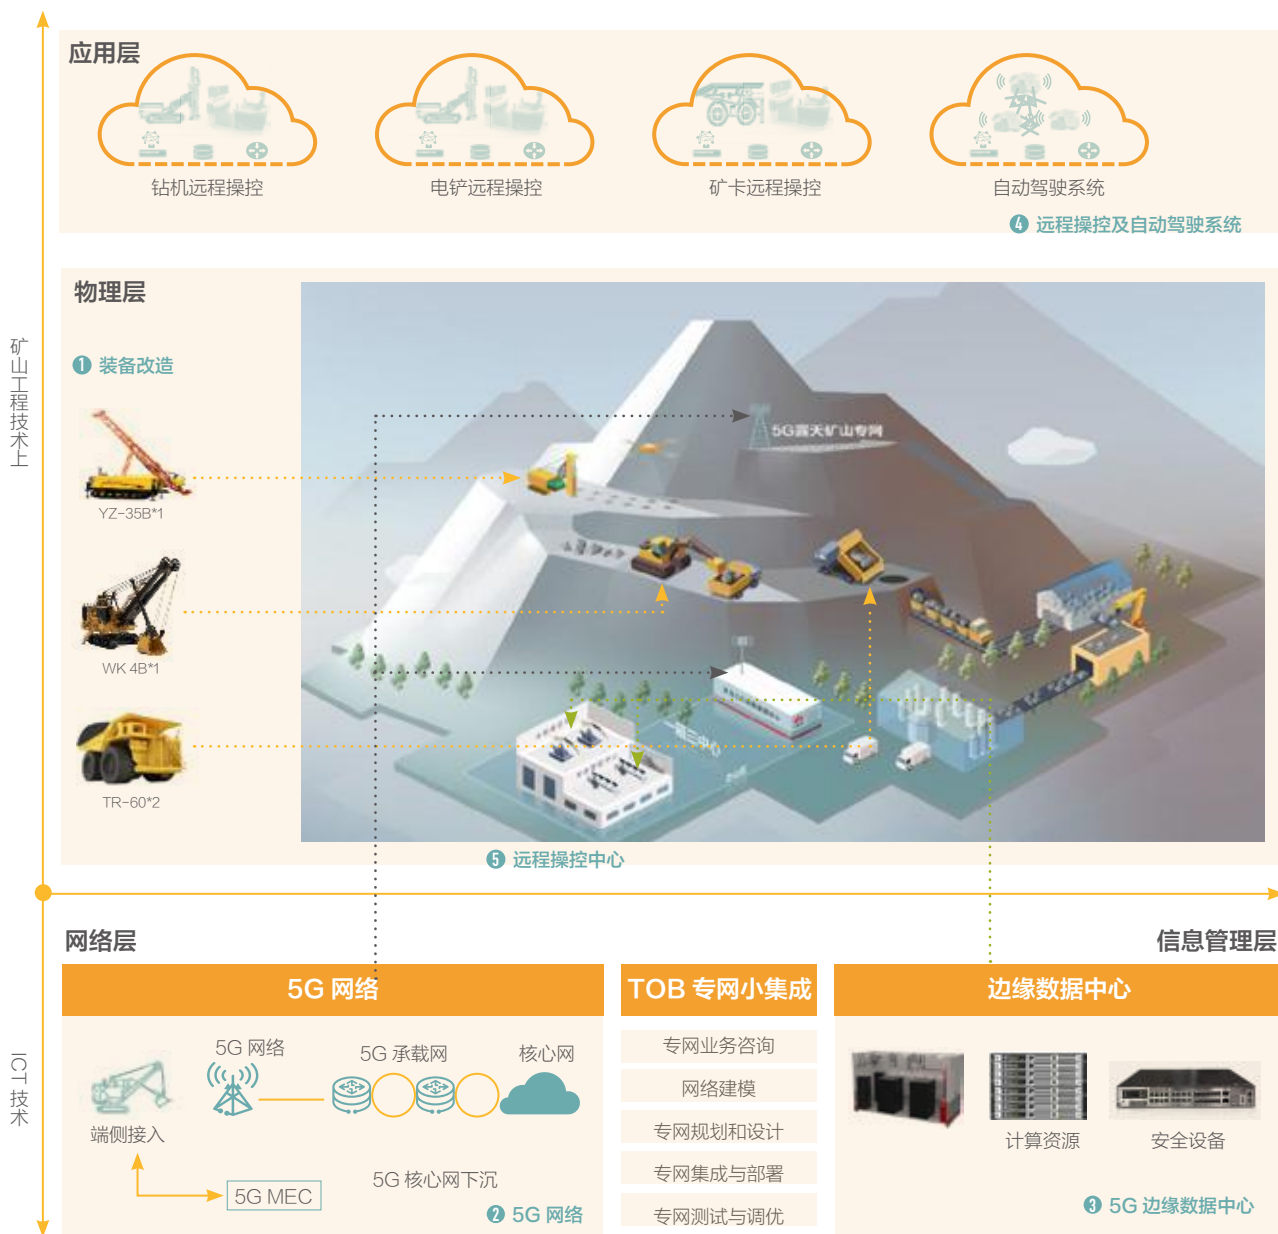 应用层
钻机远程操控
电铲远程操控
矿卡远程操控
自动驾驶系统
4 远程操控及自动驾驶系统
矿山工程技术上
物理层
1 装备改造
YZ-35B*1
WK 4B*1
TR-60*2
5G露天矿山专网
5 远程操控中心
ICT 技术
网络层
信息管理层
5G 网络
5G 网络
5G 承载网
核心网
端侧接入
5G MEC
5G 核心网下沉
2 5G 网络
TOB 专网小集成
专网业务咨询
网络建模
专网规划和设计
专网集成与部署
专网测试与调优
边缘数据中心
计算资源
安全设备
3 5G 边缘数据中心